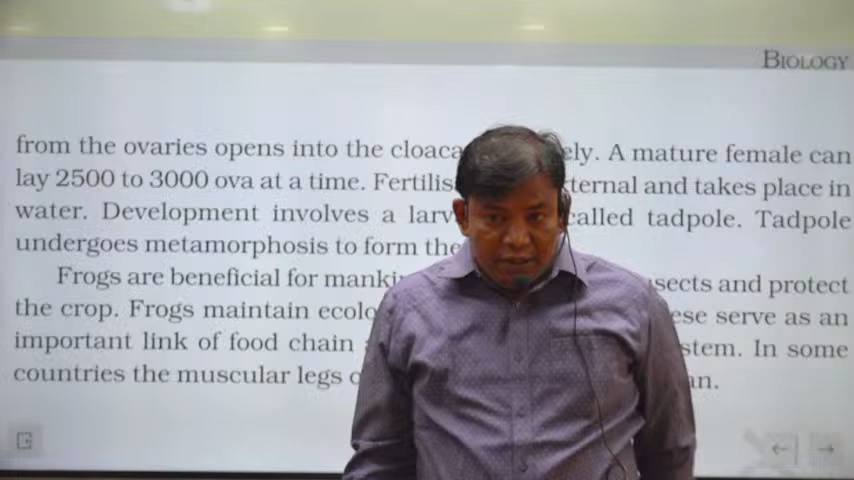 BIOLOGY
from the ovaries opens into the cloaca ely. A mature female can
lay 2500 to 3000 ova at a time. Fertilis ternal and takes place in
water. Development involves a larv called tadpole. Tadpole
undergoes metamorphosis to form the
Frogs are beneficial for manki sects and protect
the crop. Frogs maintain ecolo ese serve as an
important link of food chain stem. In some
countries the muscular legs o an.